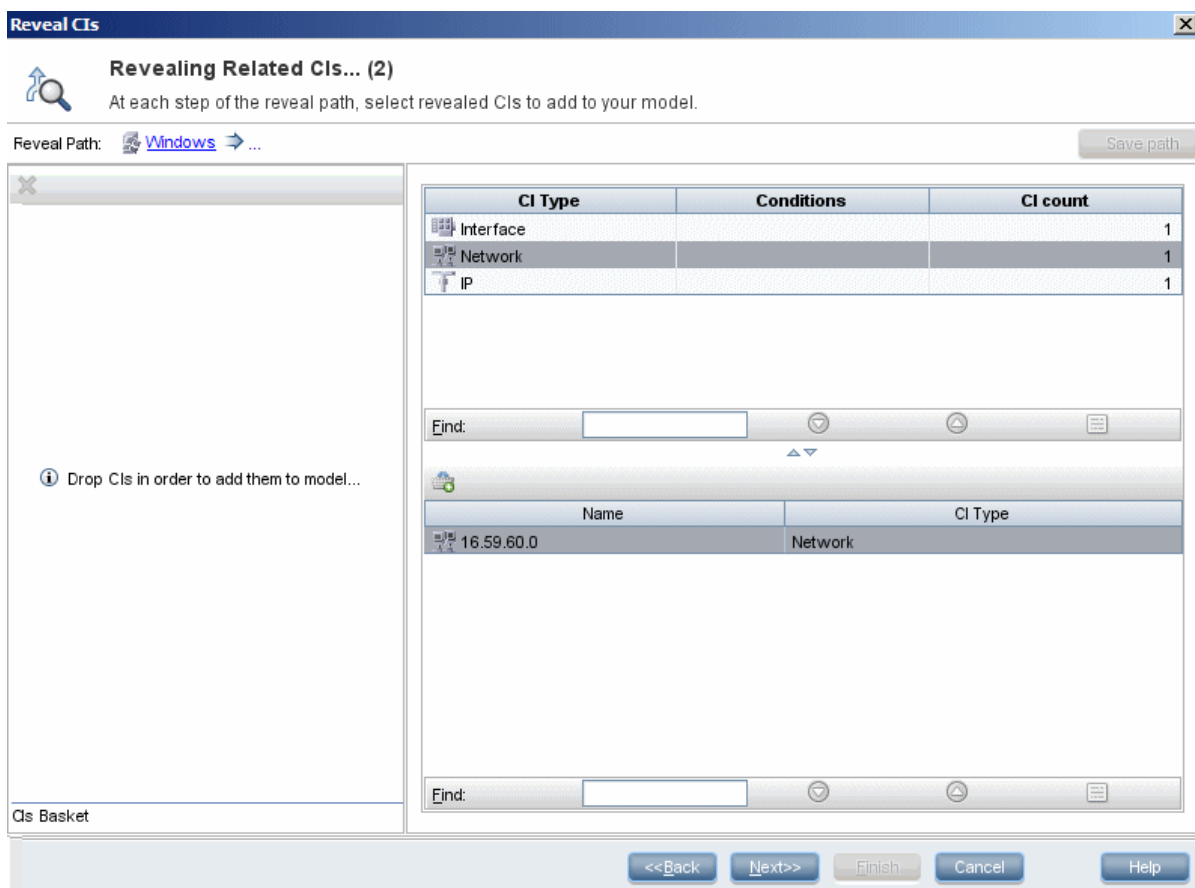 Reveal CIs
Revealing Related CIs... (2)
At each step of the reveal path, select revealed CIs to add to your model.
Reveal Path: Windows ... Save path
CI Type Conditions CI count
Interface 1
Network 1
IP 1
Find:
Drop CIs in order to add them to model...
Name CI Type
16.59.60.0 Network
Find:
CIs Basket
<<Back Next>> Finish Cancel Help